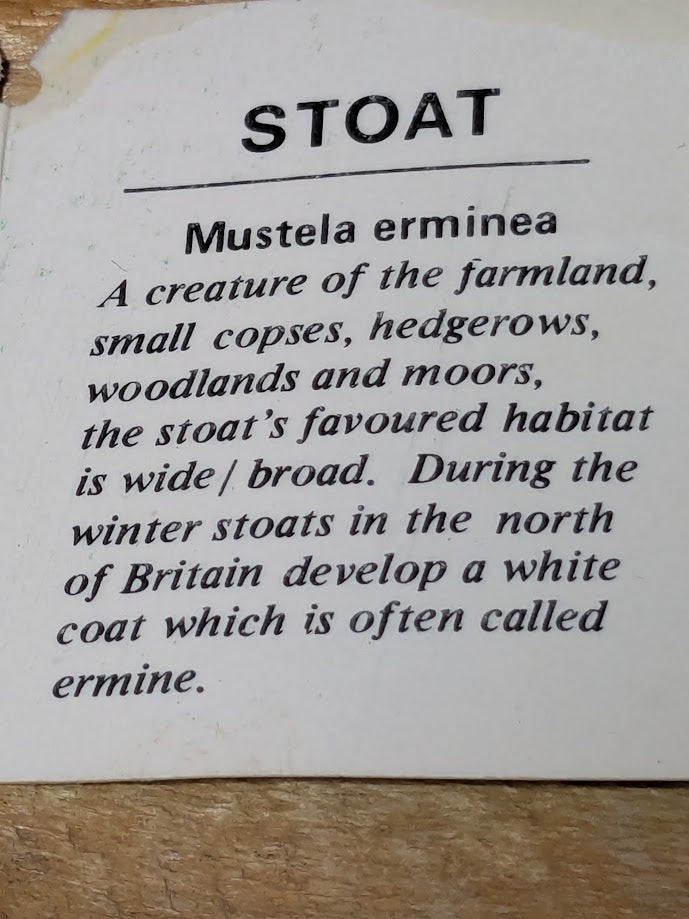 STOAT
Mustela erminea
A creature of the farmland,
small copses, hedgerows,
woodlands and moors,
the stoat's favoured habitat
is wide/ broad. During the
winter stoats in the north
of Britain develop a white
coat which is often called
ermine.